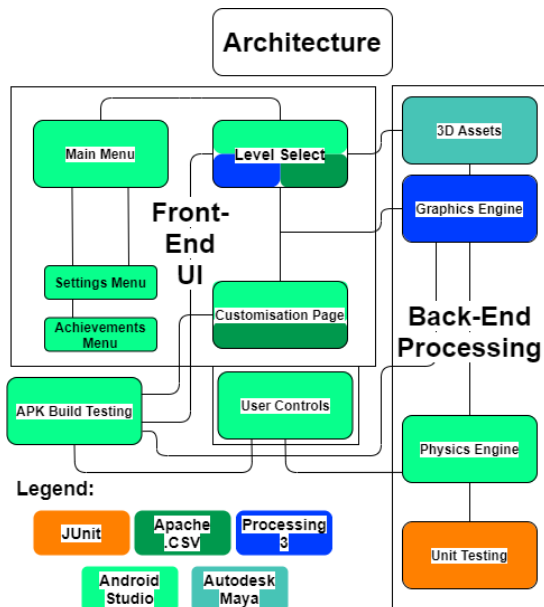 Architecture
Main Menu
Level Select
3D Assets
Graphics Engine
Front-
End
UI
Settings Menu
Achievements
Menu
Customisation Page
Back-End
Processing
APK Build Testing
User Controls
Physics Engine
Unit Testing
Legend:
JUnit
Apache
.CSV
Processing
3
Android
Studio
Autodesk
Maya